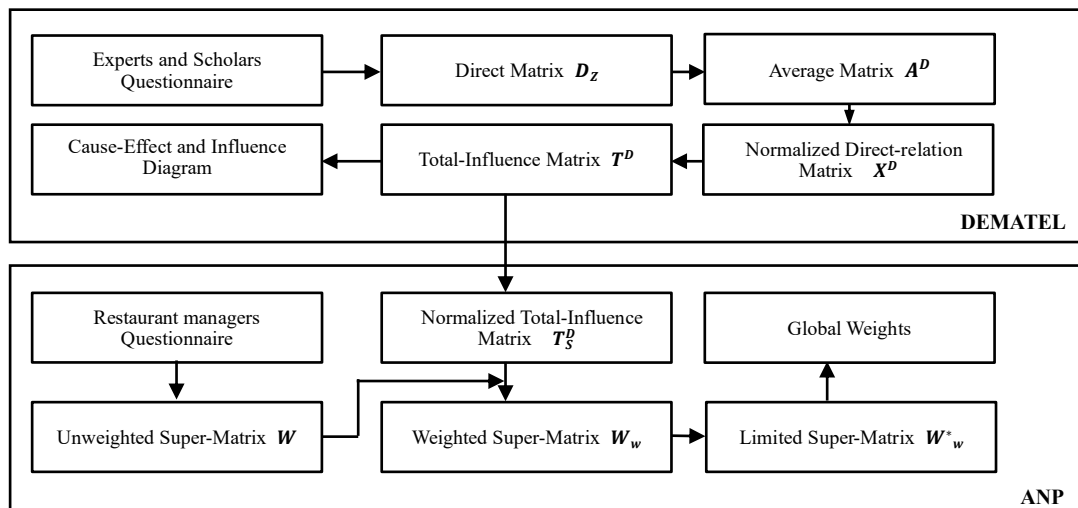 Experts and Scholars
Questionnaire
Direct Matrix D_Z
Average Matrix A^D
Cause-Effect and Influence
Diagram
Total-Influence Matrix T^D
Normalized Direct-relation
Matrix X^D
DEMATEL
Restaurant managers
Questionnaire
Normalized Total-Influence
Matrix T_S^D
Global Weights
Unweighted Super-Matrix W
Weighted Super-Matrix W_w
Limited Super-Matrix W^*_w
ANP